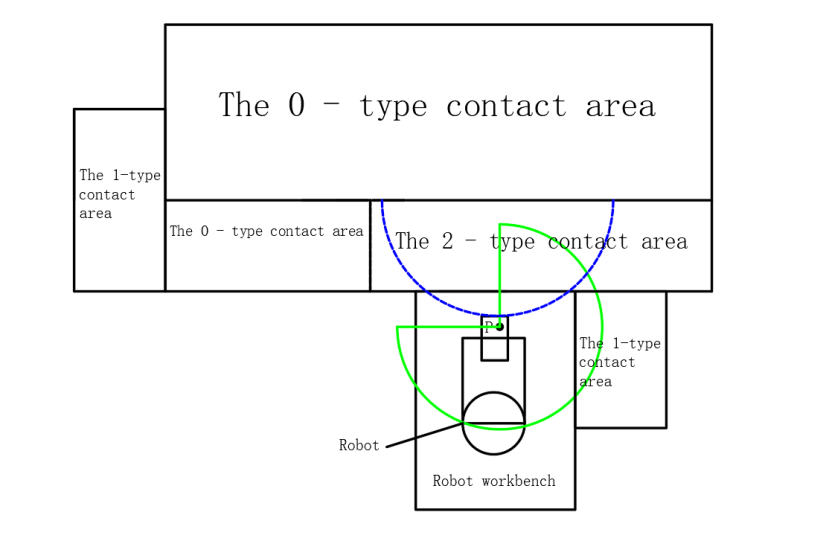 The 0 - type contact area
The 1-type
contact
area
The 0 - type contact area
The 2 - type contact area
P
The 1-type
contact
area
Robot
Robot workbench